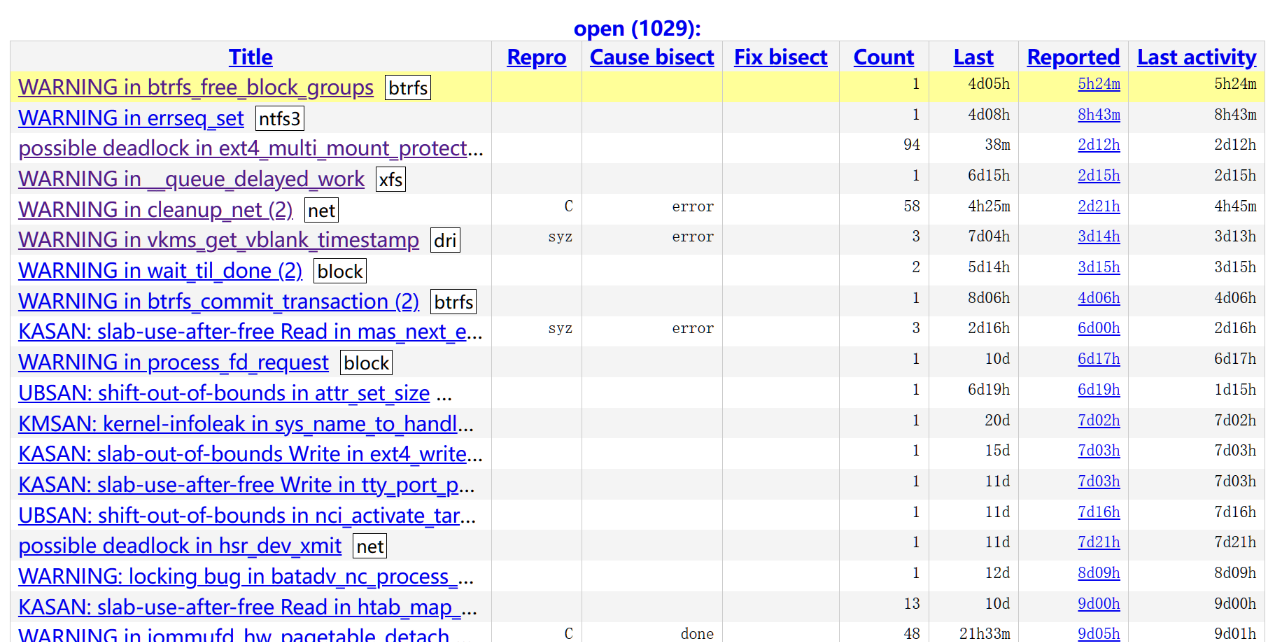 open (1029):
Title Repro Cause bisect Fix bisect Count Last Reported Last activity
WARNING in btrfs_free_block_groups btrfs 1 4d05h 5h24m 5h24m
WARNING in errseq_set ntfs3 1 4d08h 8h43m 8h43m
possible deadlock in ext4_multi_mount_protect... 94 38m 2d12h 2d12h
WARNING in __queue_delayed_work xfs 1 6d15h 2d15h 2d15h
WARNING in cleanup_net (2) net C error 58 4h25m 2d21h 4h45m
WARNING in vkms_get_vblank_timestamp dri syz error 3 7d04h 3d14h 3d13h
WARNING in wait_til_done (2) block 2 5d14h 3d15h 3d15h
WARNING in btrfs_commit_transaction (2) btrfs 1 8d06h 4d06h 4d06h
KASAN: slab-use-after-free Read in mas_next_e... syz error 3 2d16h 6d00h 2d16h
WARNING in process_fd_request block 1 10d 6d17h 6d17h
UBSAN: shift-out-of-bounds in attr_set_size ... 1 6d19h 6d19h 1d15h
KMSAN: kernel-infoleak in sys_name_to_handl... 1 20d 7d02h 7d02h
KASAN: slab-out-of-bounds Write in ext4_write... 1 15d 7d03h 7d03h
KASAN: slab-use-after-free Write in tty_port_p... 1 11d 7d03h 7d03h
UBSAN: shift-out-of-bounds in nci_activate_tar... 1 11d 7d16h 7d16h
possible deadlock in hsr_dev_xmit net 1 11d 7d21h 7d21h
WARNING: locking bug in batadv_nc_process_... 1 12d 8d09h 8d09h
KASAN: slab-use-after-free Read in htab_map_... 13 10d 9d00h 9d00h
WARNING in iommufd_hw_pagetable_detach C done 48 21h33m 9d05h 9d01h